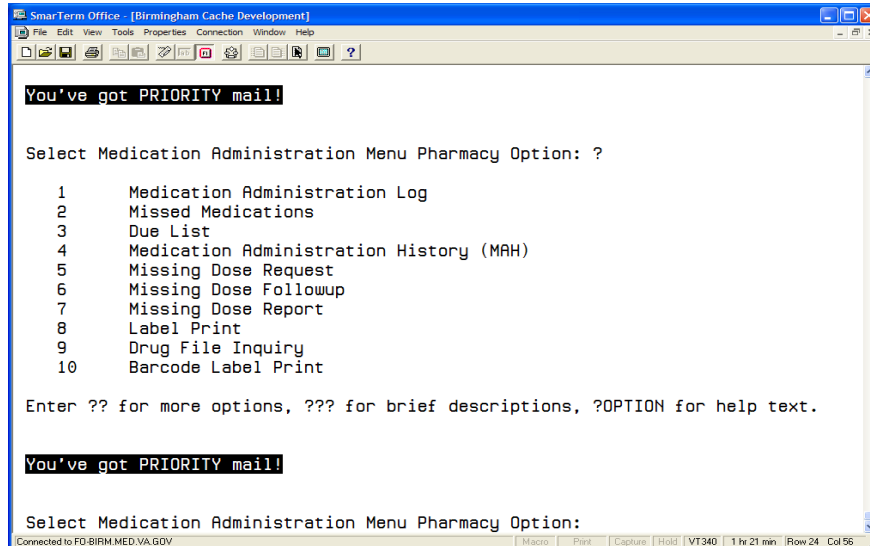 SmarTerm Office - [Birmingham Cache Development]
File Edit View Tools Properties Connection Window Help
You've got PRIORITY mail!
Select Medication Administration Menu Pharmacy Option: ?
1 Medication Administration Log
2 Missed Medications
3 Due List
4 Medication Administration History (MAH)
5 Missing Dose Request
6 Missing Dose Followup
7 Missing Dose Report
8 Label Print
9 Drug File Inquiry
10 Barcode Label Print
Enter ?? for more options, ??? for brief descriptions, ?OPTION for help text.
You've got PRIORITY mail!
Select Medication Administration Menu Pharmacy Option:
Connected to FO-BIRM.MED.VA.GOV Macro Print Capture Hold VT340 1 hr 21 min Row 24 Col 56